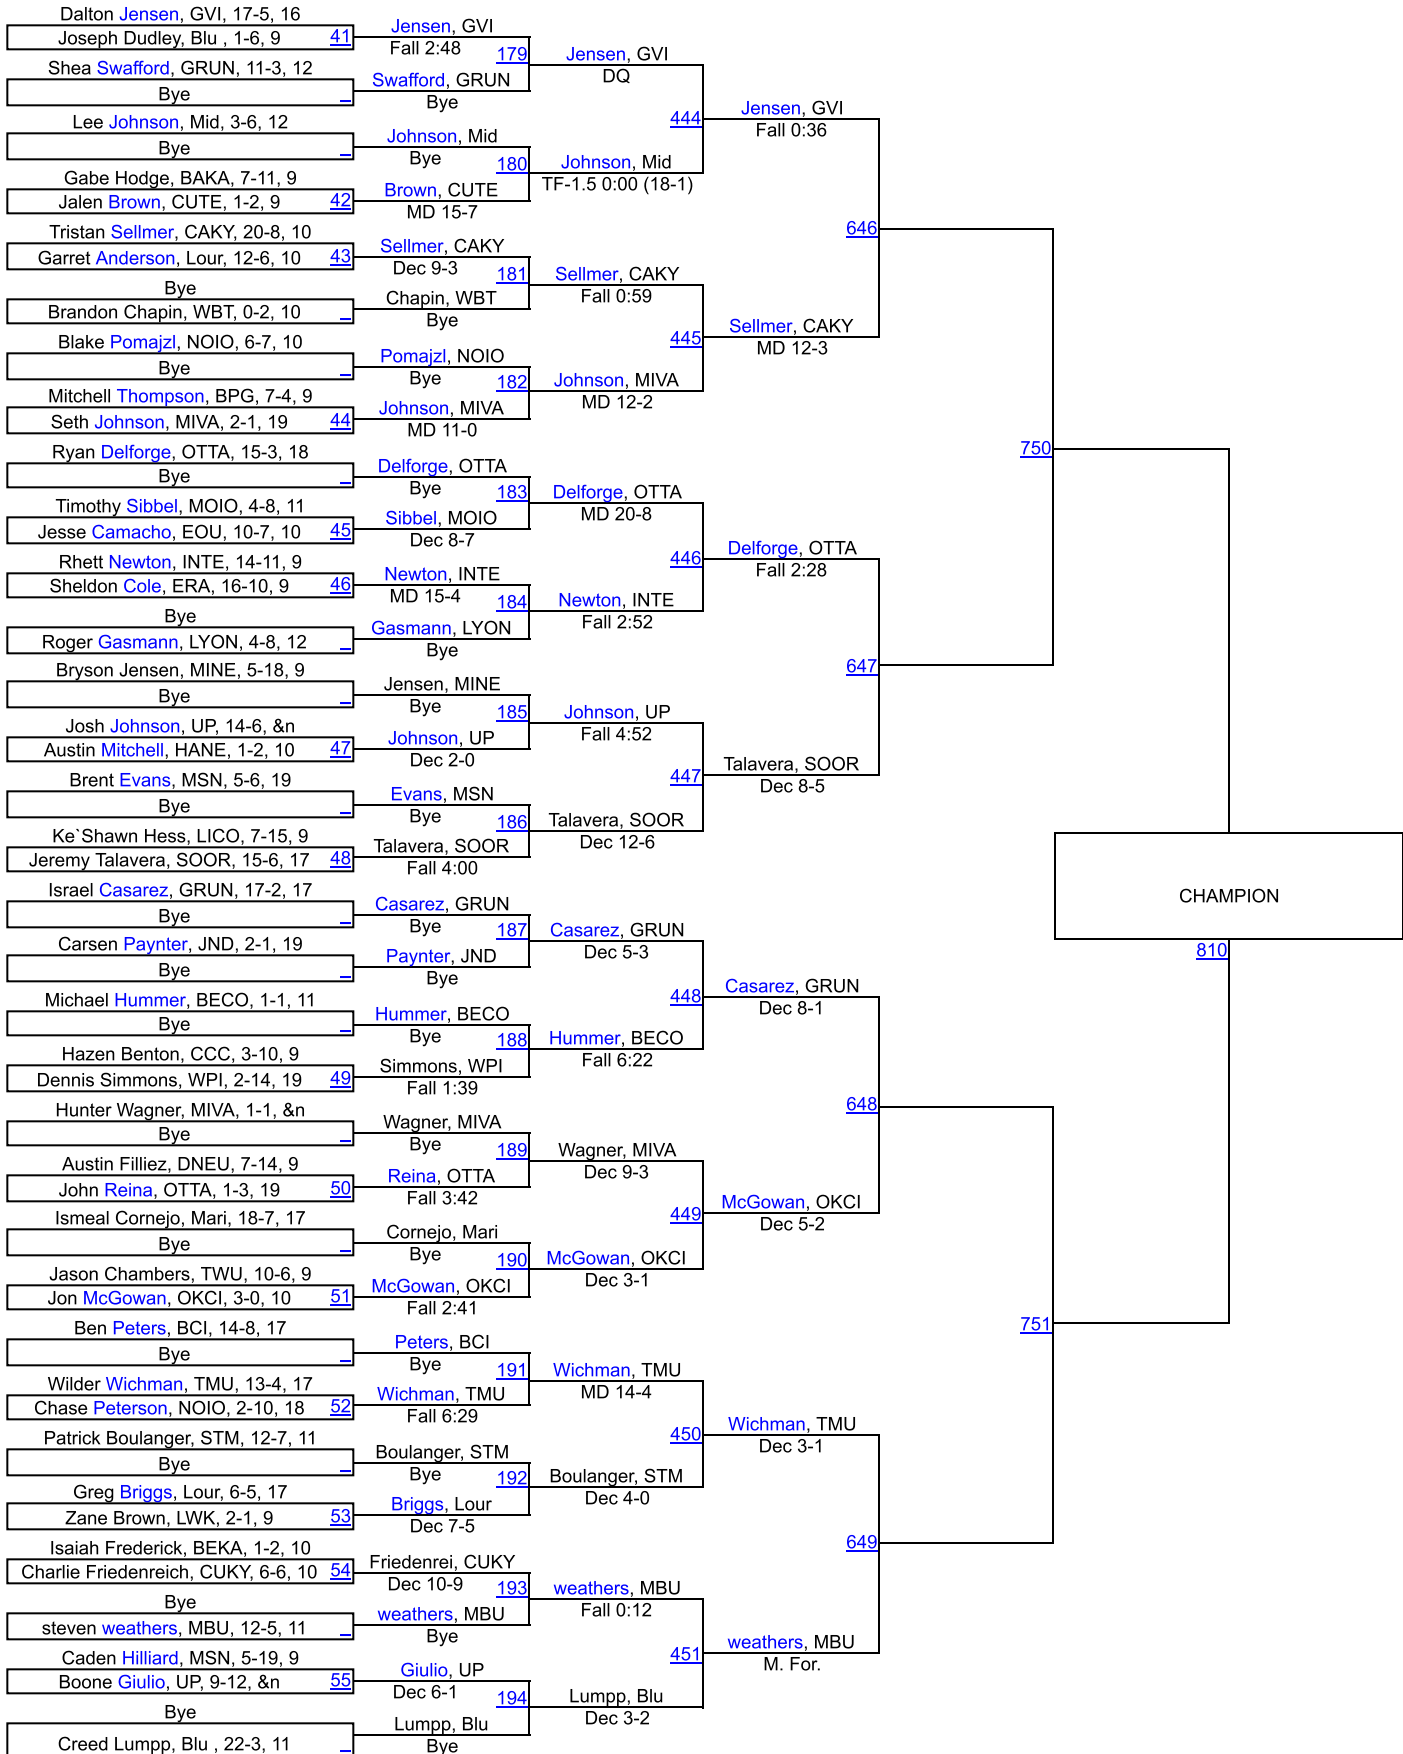 Dalton Jensen, GVI, 17-5, 16
Joseph Dudley, Blu , 1-6, 9 41
Shea Swafford, GRUN, 11-3, 12
Bye
Lee Johnson, Mid, 3-6, 12
Bye
Gabe Hodge, BAKA, 7-11, 9
Jalen Brown, CUTE, 1-2, 9 42
Tristan Sellmer, CAKY, 20-8, 10
Garret Anderson, Lour, 12-6, 10 43
Bye
Brandon Chapin, WBT, 0-2, 10
Blake Pomajzl, NOIO, 6-7, 10
Bye
Mitchell Thompson, BPG, 7-4, 9
Seth Johnson, MIVA, 2-1, 19 44
Ryan Delforge, OTTA, 15-3, 18
Bye
Timothy Sibbel, MOIO, 4-8, 11
Jesse Camacho, EOU, 10-7, 10 45
Rhett Newton, INTE, 14-11, 9
Sheldon Cole, ERA, 16-10, 9 46
Bye
Roger Gasmann, LYON, 4-8, 12
Bryson Jensen, MINE, 5-18, 9
Bye
Josh Johnson, UP, 14-6, &n
Austin Mitchell, HANE, 1-2, 10 47
Brent Evans, MSN, 5-6, 19
Bye
Ke`Shawn Hess, LICO, 7-15, 9
Jeremy Talavera, SOOR, 15-6, 17 48
Israel Casarez, GRUN, 17-2, 17
Bye
Carsen Paynter, JND, 2-1, 19
Bye
Michael Hummer, BECO, 1-1, 11
Bye
Hazen Benton, CCC, 3-10, 9
Dennis Simmons, WPI, 2-14, 19 49
Hunter Wagner, MIVA, 1-1, &n
Bye
Austin Filliez, DNEU, 7-14, 9
John Reina, OTTA, 1-3, 19 50
Ismeal Cornejo, Mari, 18-7, 17
Bye
Jason Chambers, TWU, 10-6, 9
Jon McGowan, OKCI, 3-0, 10 51
Ben Peters, BCI, 14-8, 17
Bye
Wilder Wichman, TMU, 13-4, 17
Chase Peterson, NOIO, 2-10, 18 52
Patrick Boulanger, STM, 12-7, 11
Bye
Greg Briggs, Lour, 6-5, 17
Zane Brown, LWK, 2-1, 9 53
Isaiah Frederick, BEKA, 1-2, 10
Charlie Friedenreich, CUKY, 6-6, 10 54
Bye
steven weathers, MBU, 12-5, 11
Caden Hilliard, MSN, 5-19, 9
Boone Giulio, UP, 9-12, &n 55
Bye
Creed Lumpp, Blu , 22-3, 11
Jensen, GVI
Fall 2:48
179
Swafford, GRUN
Bye
Johnson, Mid
Bye
180
Brown, CUTE
MD 15-7
Sellmer, CAKY
Dec 9-3
181
Chapin, WBT
Bye
Pomajzl, NOIO
Bye
182
Johnson, MIVA
MD 11-0
Delforge, OTTA
Bye
183
Sibbel, MOIO
Dec 8-7
Newton, INTE
MD 15-4
184
Gasmann, LYON
Bye
Jensen, MINE
Bye
185
Johnson, UP
Dec 2-0
Evans, MSN
Bye
186
Talavera, SOOR
Fall 4:00
Casarez, GRUN
Bye
187
Paynter, JND
Bye
Hummer, BECO
Bye
188
Simmons, WPI
Fall 1:39
Wagner, MIVA
Bye
189
Reina, OTTA
Fall 3:42
Cornejo, Mari
Bye
190
McGowan, OKCI
Fall 2:41
Peters, BCI
Bye
191
Wichman, TMU
Fall 6:29
Boulanger, STM
Bye
192
Briggs, Lour
Dec 7-5
Friedenrei, CUKY
Dec 10-9
193
weathers, MBU
Bye
Giulio, UP
Dec 6-1
194
Lumpp, Blu
Bye
Jensen, GVI
DQ
444
Johnson, Mid
TF-1.5 0:00 (18-1)
Sellmer, CAKY
Fall 0:59
445
Johnson, MIVA
MD 12-2
Delforge, OTTA
MD 20-8
446
Newton, INTE
Fall 2:52
Johnson, UP
Fall 4:52
447
Talavera, SOOR
Dec 12-6
Casarez, GRUN
Dec 5-3
448
Hummer, BECO
Fall 6:22
Wagner, MIVA
Dec 9-3
449
McGowan, OKCI
Dec 3-1
Wichman, TMU
MD 14-4
450
Boulanger, STM
Dec 4-0
weathers, MBU
Fall 0:12
451
Lumpp, Blu
Dec 3-2
Jensen, GVI
Fall 0:36
646
Sellmer, CAKY
MD 12-3
Delforge, OTTA
Fall 2:28
647
Talavera, SOOR
Dec 8-5
Casarez, GRUN
Dec 8-1
648
McGowan, OKCI
Dec 5-2
Wichman, TMU
Dec 3-1
649
weathers, MBU
M. For.
750
751
CHAMPION
810